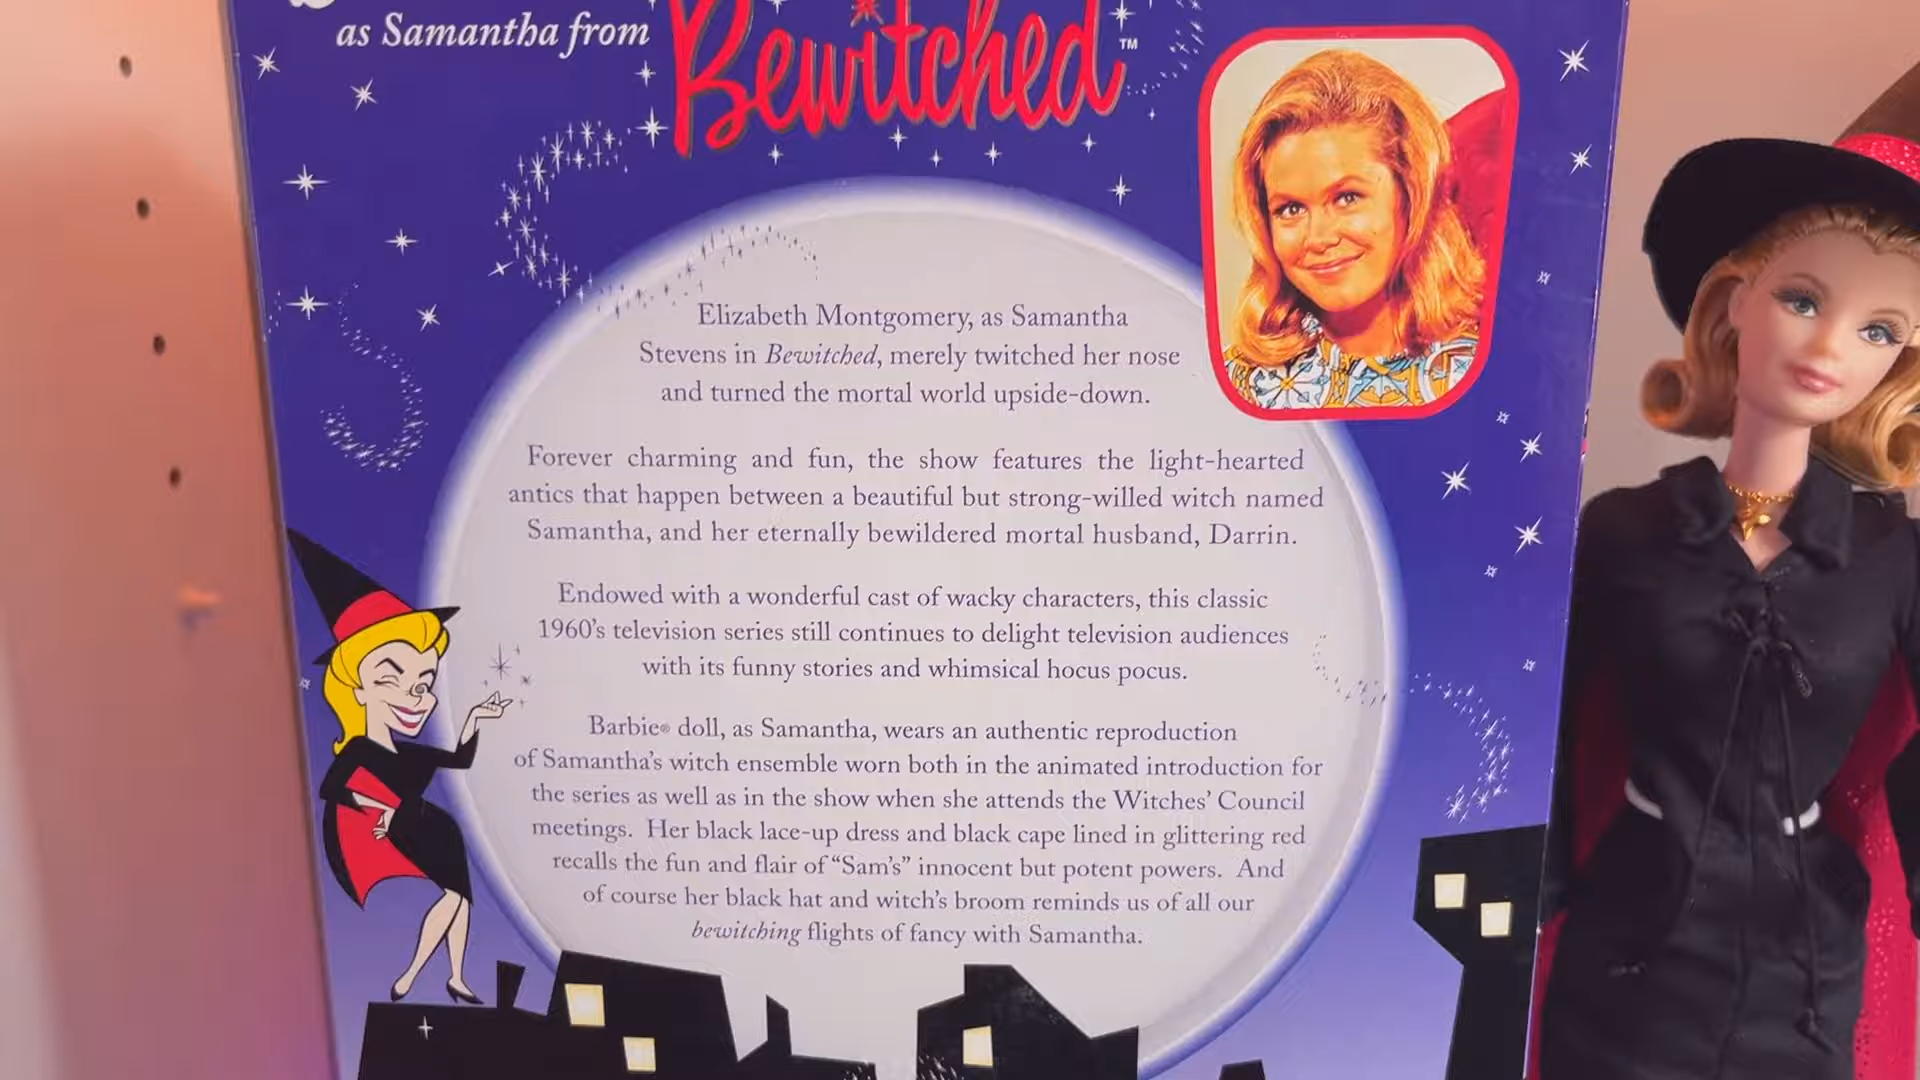 as Samantha from
Bewitched™
Elizabeth Montgomery, as Samantha
Stevens in Bewitched, merely twitched her nose
and turned the mortal world upside-down.
Forever charming and fun, the show features the light-hearted
antics that happen between a beautiful but strong-willed witch named
Samantha, and her eternally bewildered mortal husband, Darrin.
Endowed with a wonderful cast of wacky characters, this classic
1960's television series still continues to delight television audiences
with its funny stories and whimsical hocus pocus.
Barbie® doll, as Samantha, wears an authentic reproduction
of Samantha's witch ensemble worn both in the animated introduction for
the series as well as in the show when she attends the Witches' Council
meetings. Her black lace-up dress and black cape lined in glittering red
recalls the fun and flair of "Sam's" innocent but potent powers. And
of course her black hat and witch's broom reminds us of all our
bewitching flights of fancy with Samantha.